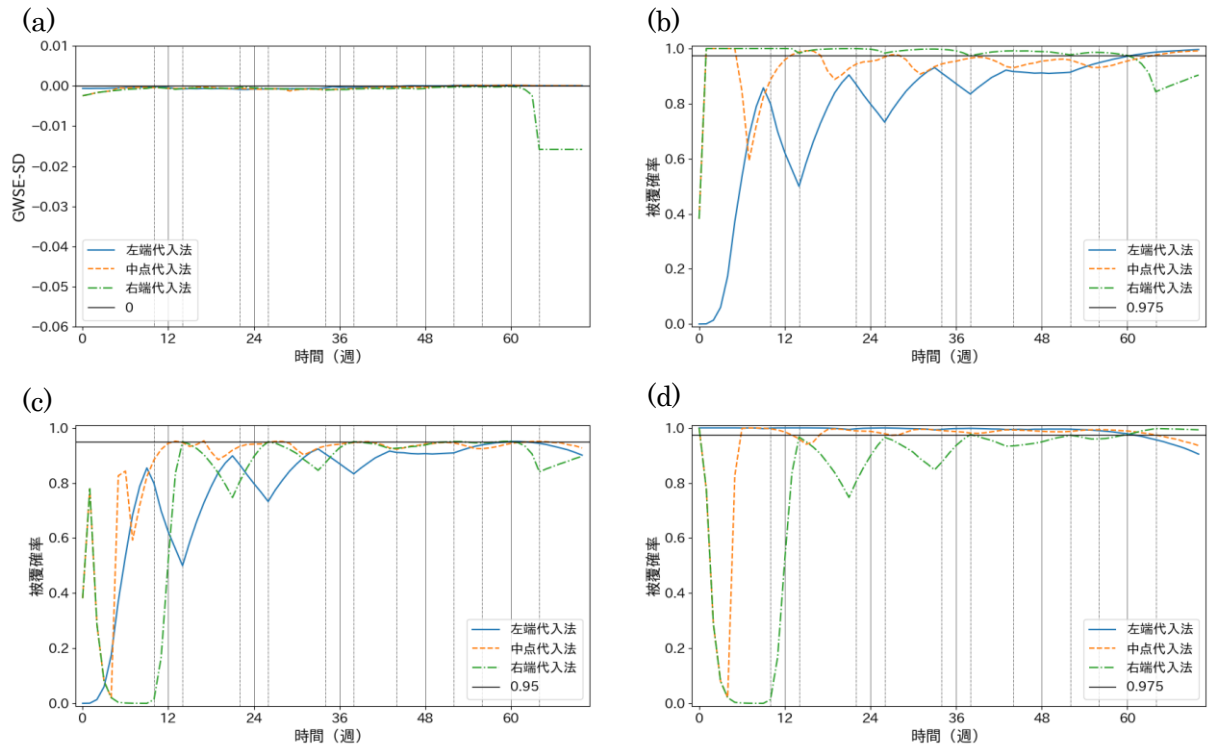 (a)
0.01
0.00
−0.01
−0.02
−0.03
−0.04
−0.05
−0.06
GWSE-SD
左端代入法
中点代入法
右端代入法
0
0 12 24 36 48 60
時間（週）
(b)
1.0
0.8
0.6
0.4
0.2
0.0
被覆確率
左端代入法
中点代入法
右端代入法
0.975
0 12 24 36 48 60
時間（週）
(c)
1.0
0.8
0.6
0.4
0.2
0.0
被覆確率
左端代入法
中点代入法
右端代入法
0.95
0 12 24 36 48 60
時間（週）
(d)
1.0
0.8
0.6
0.4
0.2
0.0
被覆確率
左端代入法
中点代入法
右端代入法
0.975
0 12 24 36 48 60
時間（週）